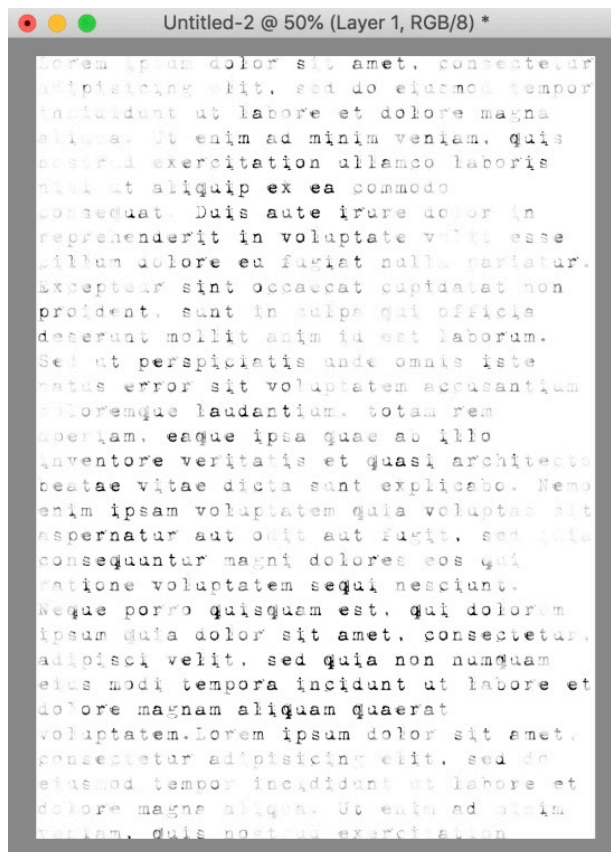 Untitled-2 @ 50% (Layer 1, RGB/8) *
Lorem ipsum dolor sit amet, consectetur
adipisicing elit, sed do eiusmod tempor
incididunt ut labore et dolore magna
aliqua. Ut enim ad minim veniam, quis
nostrud exercitation ullamco laboris
nisi ut aliquip ex ea commodo
consequat. Duis aute irure dolor in
reprehenderit in voluptate velit esse
cillum dolore eu fugiat nulla pariatur.
Excepteur sint occaecat cupidatat non
proident, sunt in culpa qui officia
deserunt mollit anim id est laborum.
Sed ut perspiciatis unde omnis iste
natus error sit voluptatem accusantium
doloremque laudantium, totam rem
aperiam, eaque ipsa quae ab illo
inventore veritatis et quasi architecto
beatae vitae dicta sunt explicabo. Nemo
enim ipsam voluptatem quia voluptas sit
aspernatur aut odit aut fugit, sed quia
consequuntur magni dolores eos qui
ratione voluptatem sequi nesciunt.
Neque porro quisquam est, qui dolorem
ipsum quia dolor sit amet, consectetur,
adipisci velit, sed quia non numquam
eius modi tempora incidunt ut labore et
dolore magnam aliquam quaerat
voluptatem.Lorem ipsum dolor sit amet,
consectetur adipisicing elit, sed do
eiusmod tempor incididunt ut labore et
dolore magna aliqua. Ut enim ad minim
veniam, quis nostrud exercitation